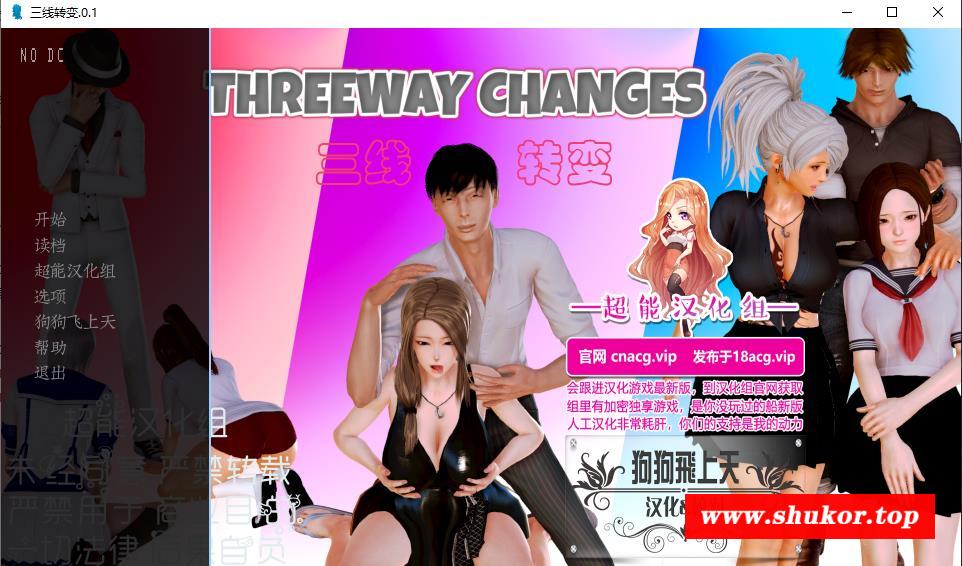 三线转变.0.1
NO DC
THREEWAY CHANGES
三线 转变
开始
读档
超能汉化组
选项
狗狗飞上天
帮助
退出
超能汉化组
未经同意 严禁转载
严禁用于商业目的。
一切法律后果自负
—超能汉化组—
官网 cnacg.vip 发布于18acg.vip
会跟进汉化游戏最新版，到汉化组官网获取
组里有加密独享游戏，是你没玩过的船新版
人工汉化非常耗肝，你们的支持是我的动力
狗狗飛上天
汉化
www.shukor.top